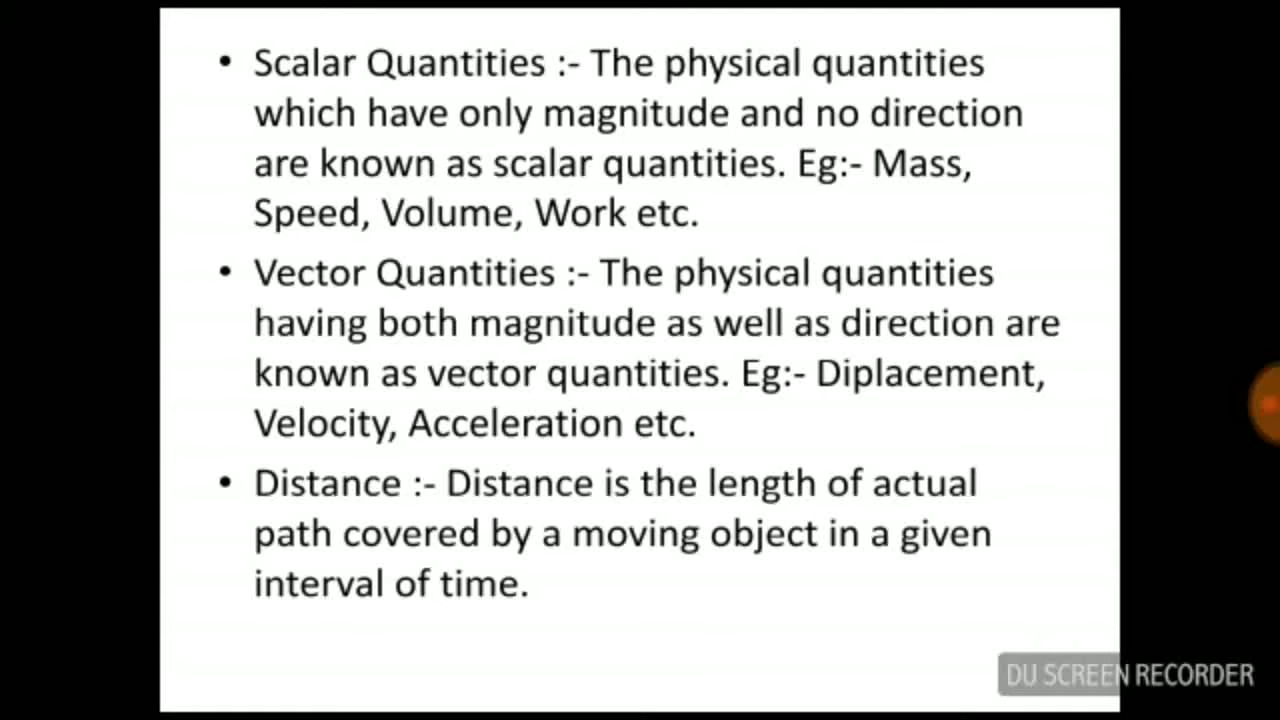 • Scalar Quantities :- The physical quantities
which have only magnitude and no direction
are known as scalar quantities. Eg:- Mass,
Speed, Volume, Work etc.
• Vector Quantities :- The physical quantities
having both magnitude as well as direction are
known as vector quantities. Eg:- Diplacement,
Velocity, Acceleration etc.
• Distance :- Distance is the length of actual
path covered by a moving object in a given
interval of time.
DU SCREEN RECORDER